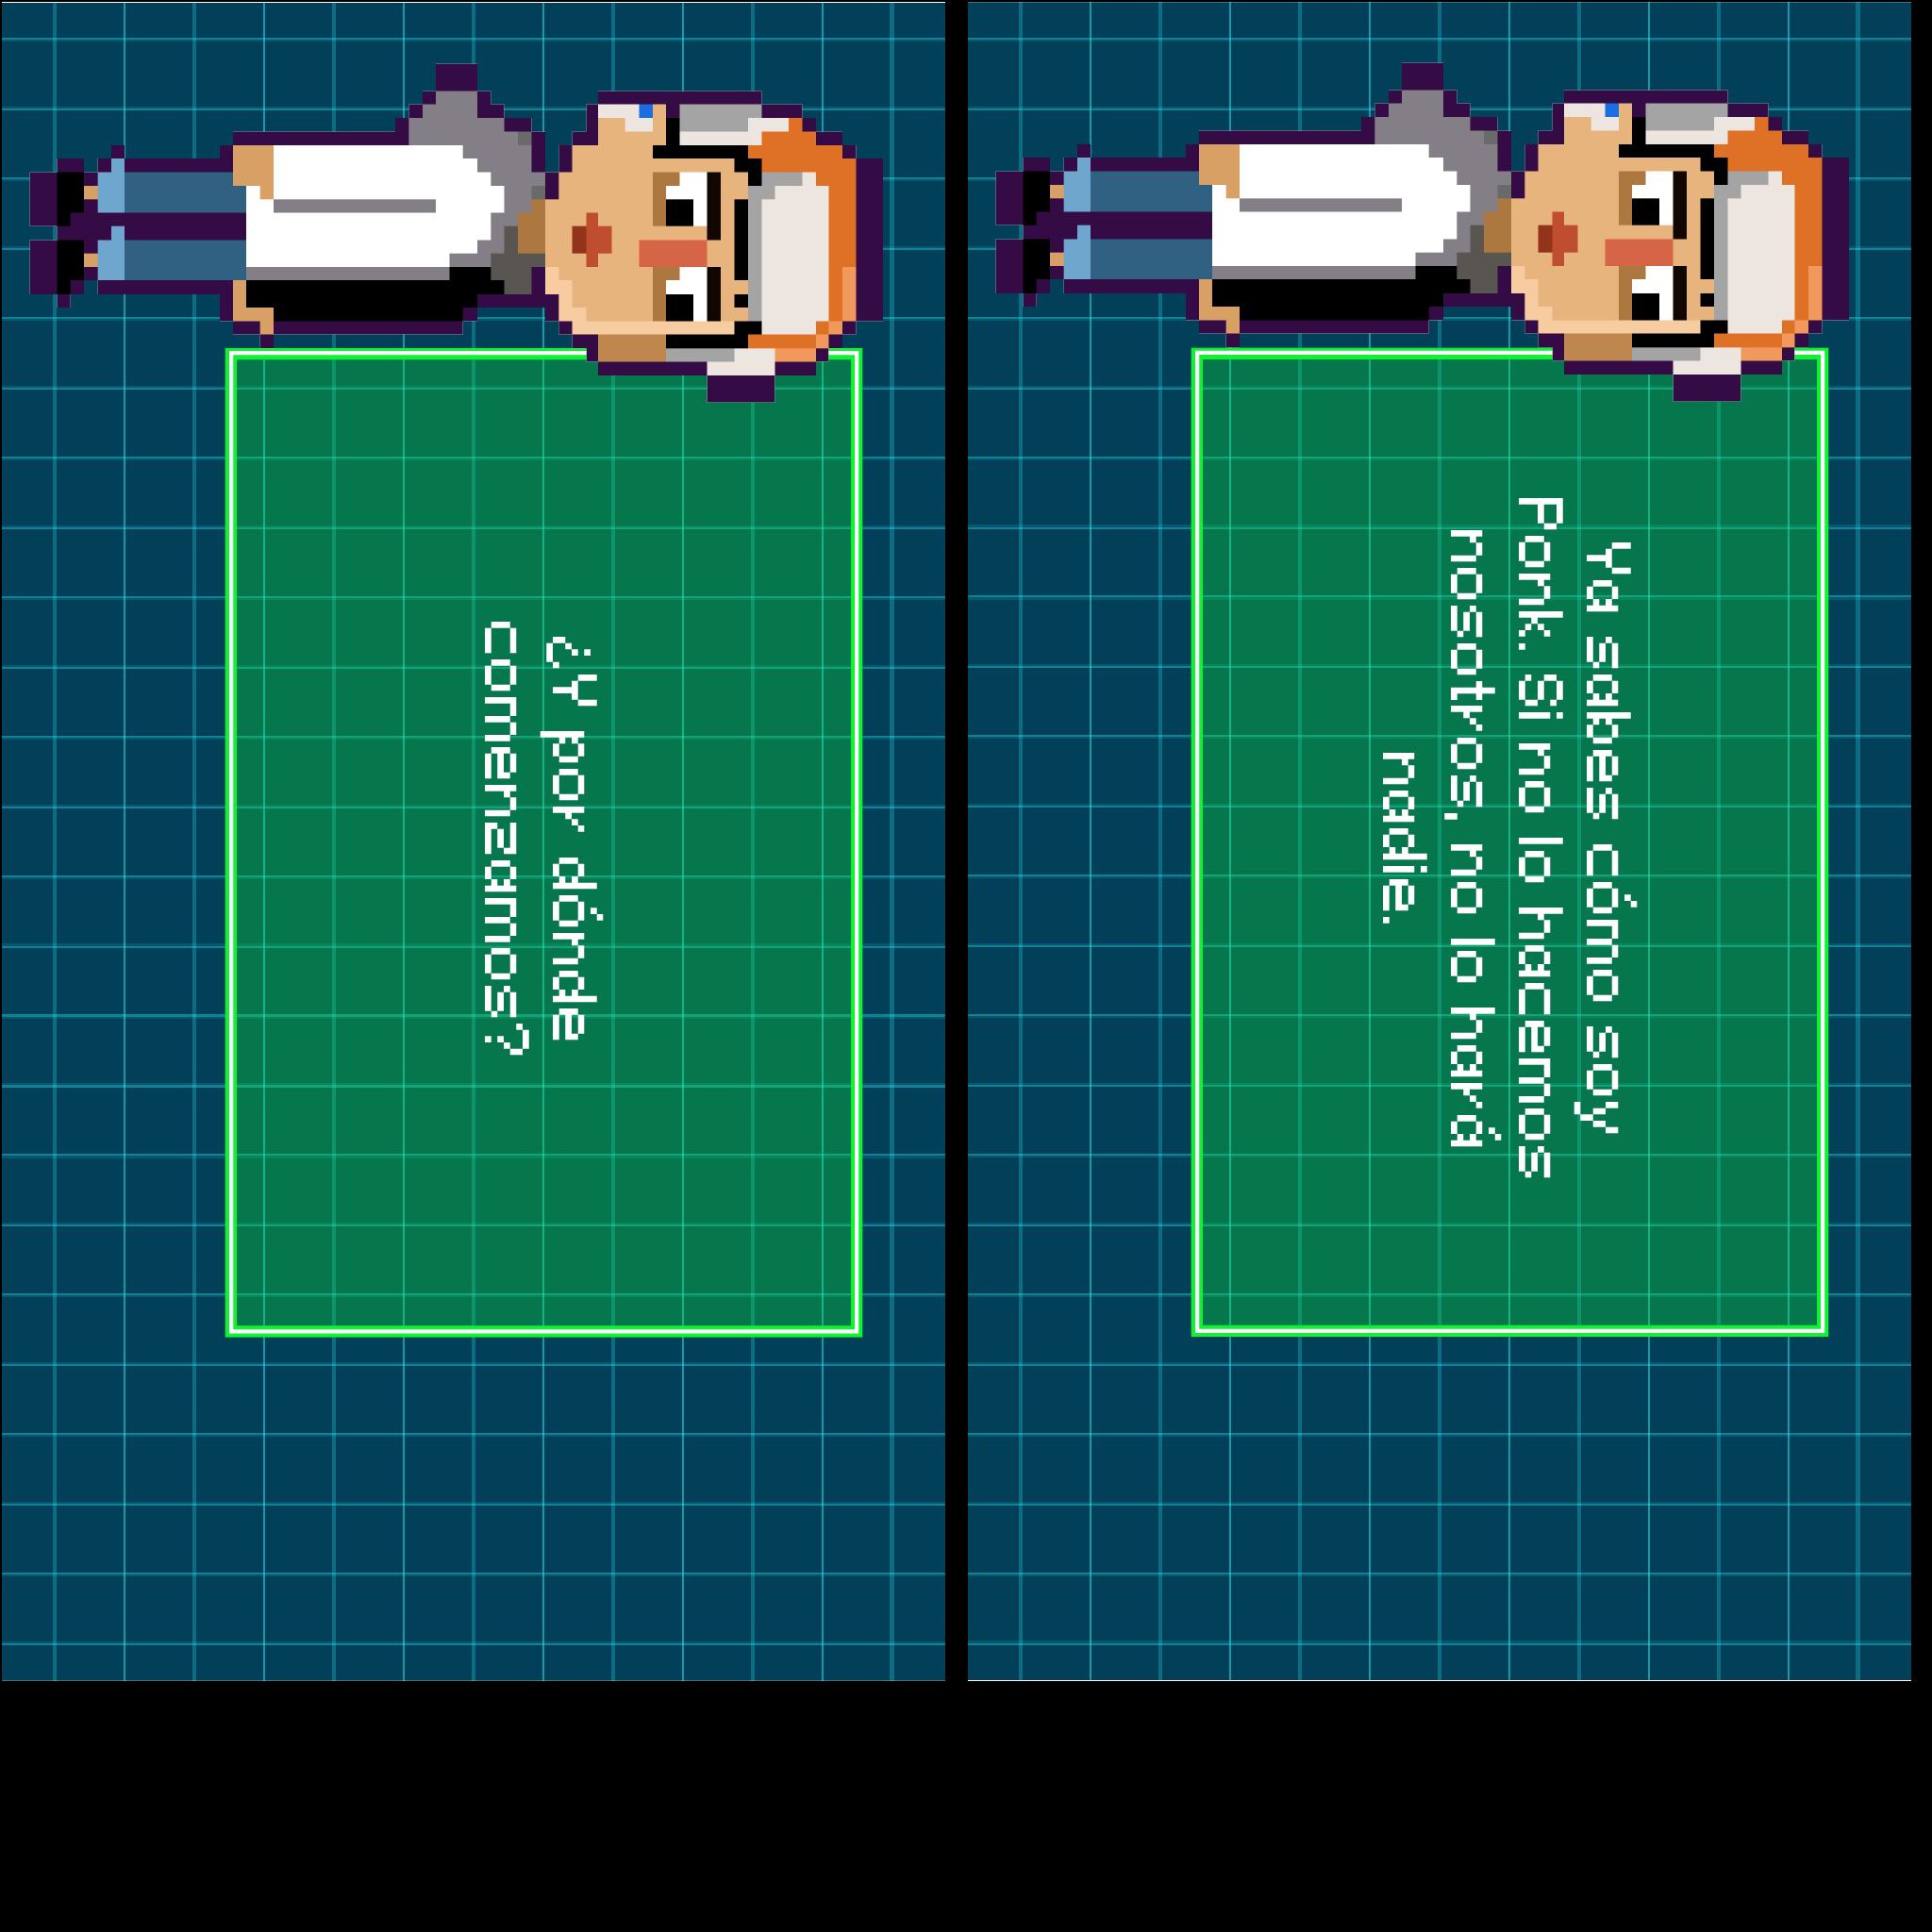 Ya sabes cómo soy
Ponk. Si no lo hacemos
nosotros, no lo hará
nadie.
¿Y por dónde
comenzamos?